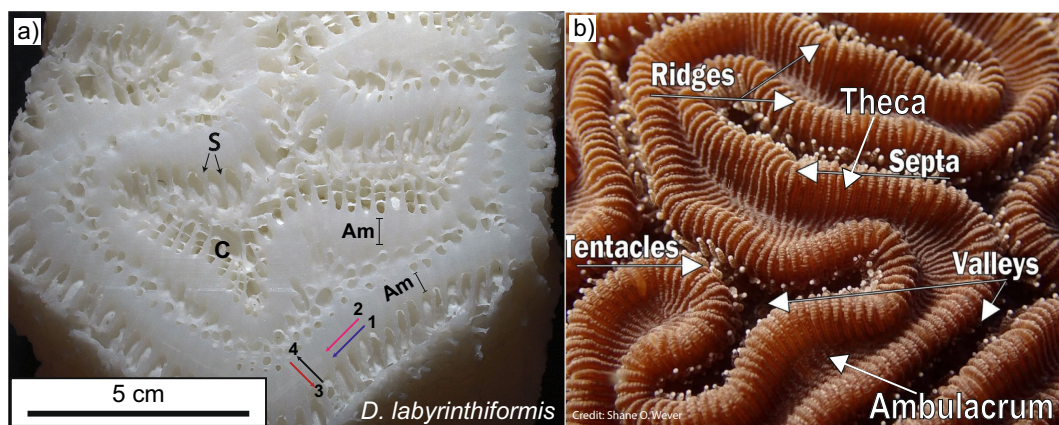 a)
S
C
Am
Am
2
1
4
3
5 cm
D. labyrinthiformis
b)
Ridges
Theca
Septa
Tentacles
Valleys
Ambulacrum
Credit: Shane O. Wever